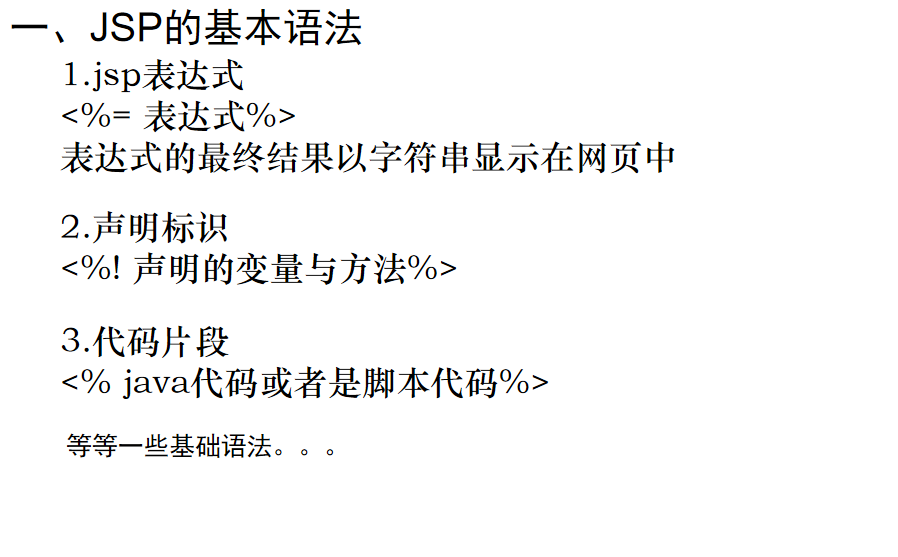 一、JSP的基本语法
1.jsp表达式
<%= 表达式%>
表达式的最终结果以字符串显示在网页中
2.声明标识
<%! 声明的变量与方法%>
3.代码片段
<% java代码或者是脚本代码%>
等等一些基础语法。。。